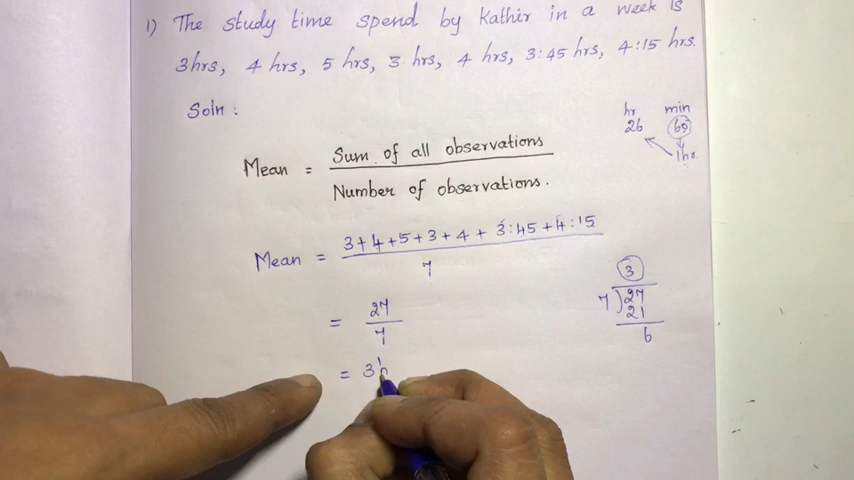 1) The study time spend by Kathir in a week is
3hrs, 4 hrs, 5 hrs, 3 hrs, 4 hrs, 3:45 hrs, 4:15 hrs.
Soln :
hr min
26 60
1hr.
Mean = Sum of all observations
Number of observations.
Mean = 3+4+5+3+4+ 3:45 +4:15
7
3
7)27
21
6
= 27
7
= 3h